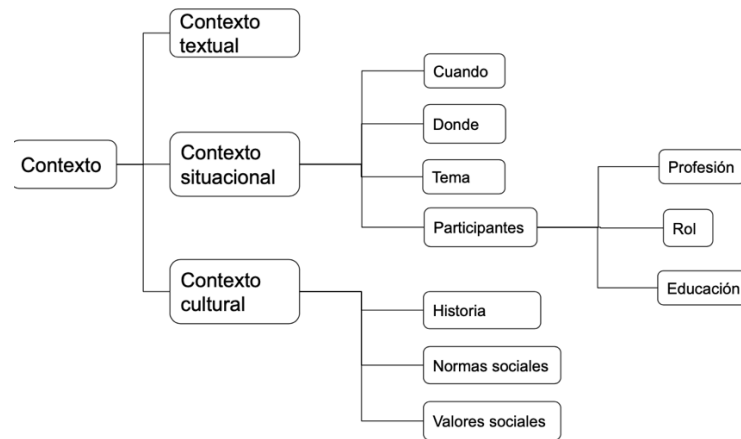 Contexto
Contexto
textual
Contexto
situacional
Cuando
Donde
Tema
Participantes
Profesión
Rol
Educación
Contexto
cultural
Historia
Normas sociales
Valores sociales